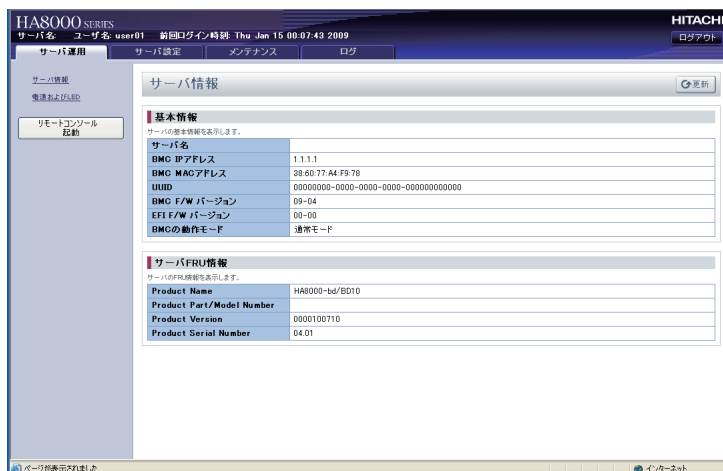 HA8000 SERIES
HITACHI
サーバ名: ユーザ名: user01 前回ログイン時刻: Thu Jan 15 00:07:43 2009
ログアウト
サーバ運用 サーバ設定 メンテナンス ログ
サーバ情報
電源およびLED
リモートコンソール
起動
サーバ情報
更新
基本情報
サーバの基本情報を表示します。
サーバ名
BMC IPアドレス 1.1.1.1
BMC MACアドレス 38:60:77:A4:F9:78
UUID 00000000-0000-0000-0000-000000000000
BMC F/W バージョン 09-04
EFI F/W バージョン 00-00
BMCの動作モード 通常モード
サーバFRU情報
サーバのFRU情報を表示します。
Product Name HA8000-bd/BD10
Product Part/Model Number
Product Version 0000100710
Product Serial Number 04.01
ページが表示されました
インターネット